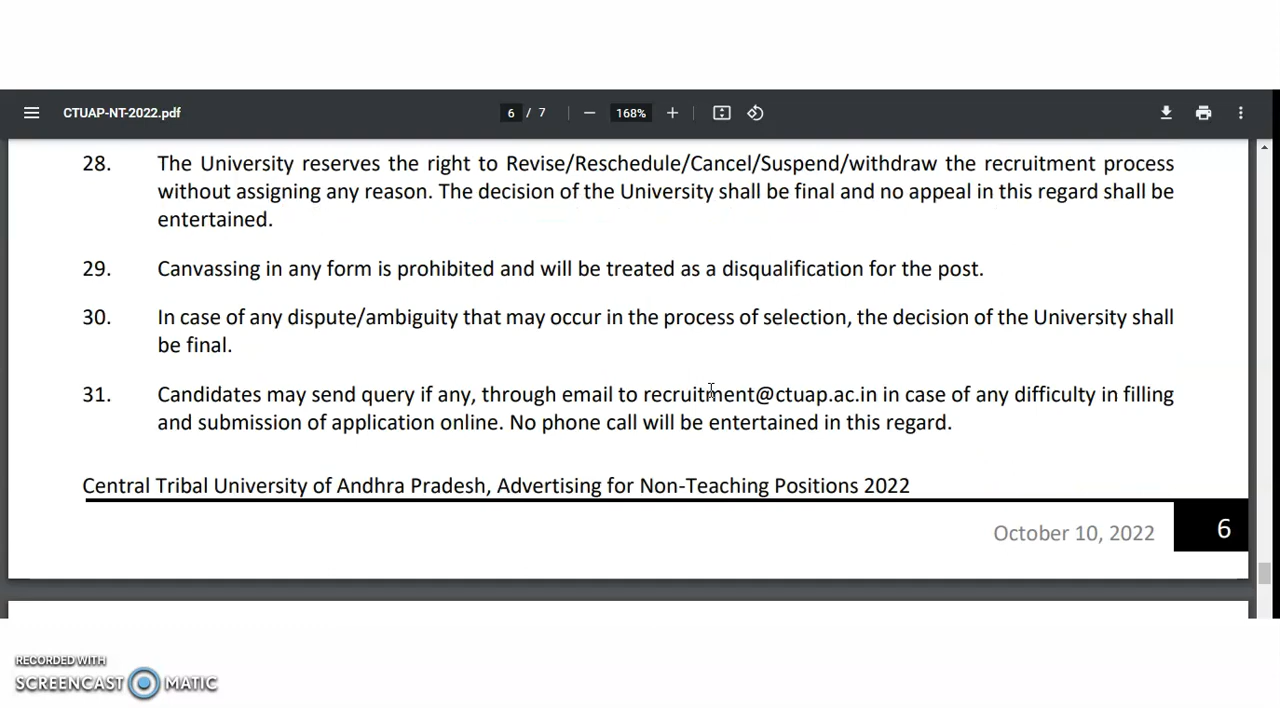 CTUAP-NT-2022.pdf
6 / 7
168%
28. The University reserves the right to Revise/Reschedule/Cancel/Suspend/withdraw the recruitment process
without assigning any reason. The decision of the University shall be final and no appeal in this regard shall be
entertained.
29. Canvassing in any form is prohibited and will be treated as a disqualification for the post.
30. In case of any dispute/ambiguity that may occur in the process of selection, the decision of the University shall
be final.
31. Candidates may send query if any, through email to recruitment@ctuap.ac.in in case of any difficulty in filling
and submission of application online. No phone call will be entertained in this regard.
Central Tribal University of Andhra Pradesh, Advertising for Non-Teaching Positions 2022
October 10, 2022 6
RECORDED WITH
SCREENCAST MATIC